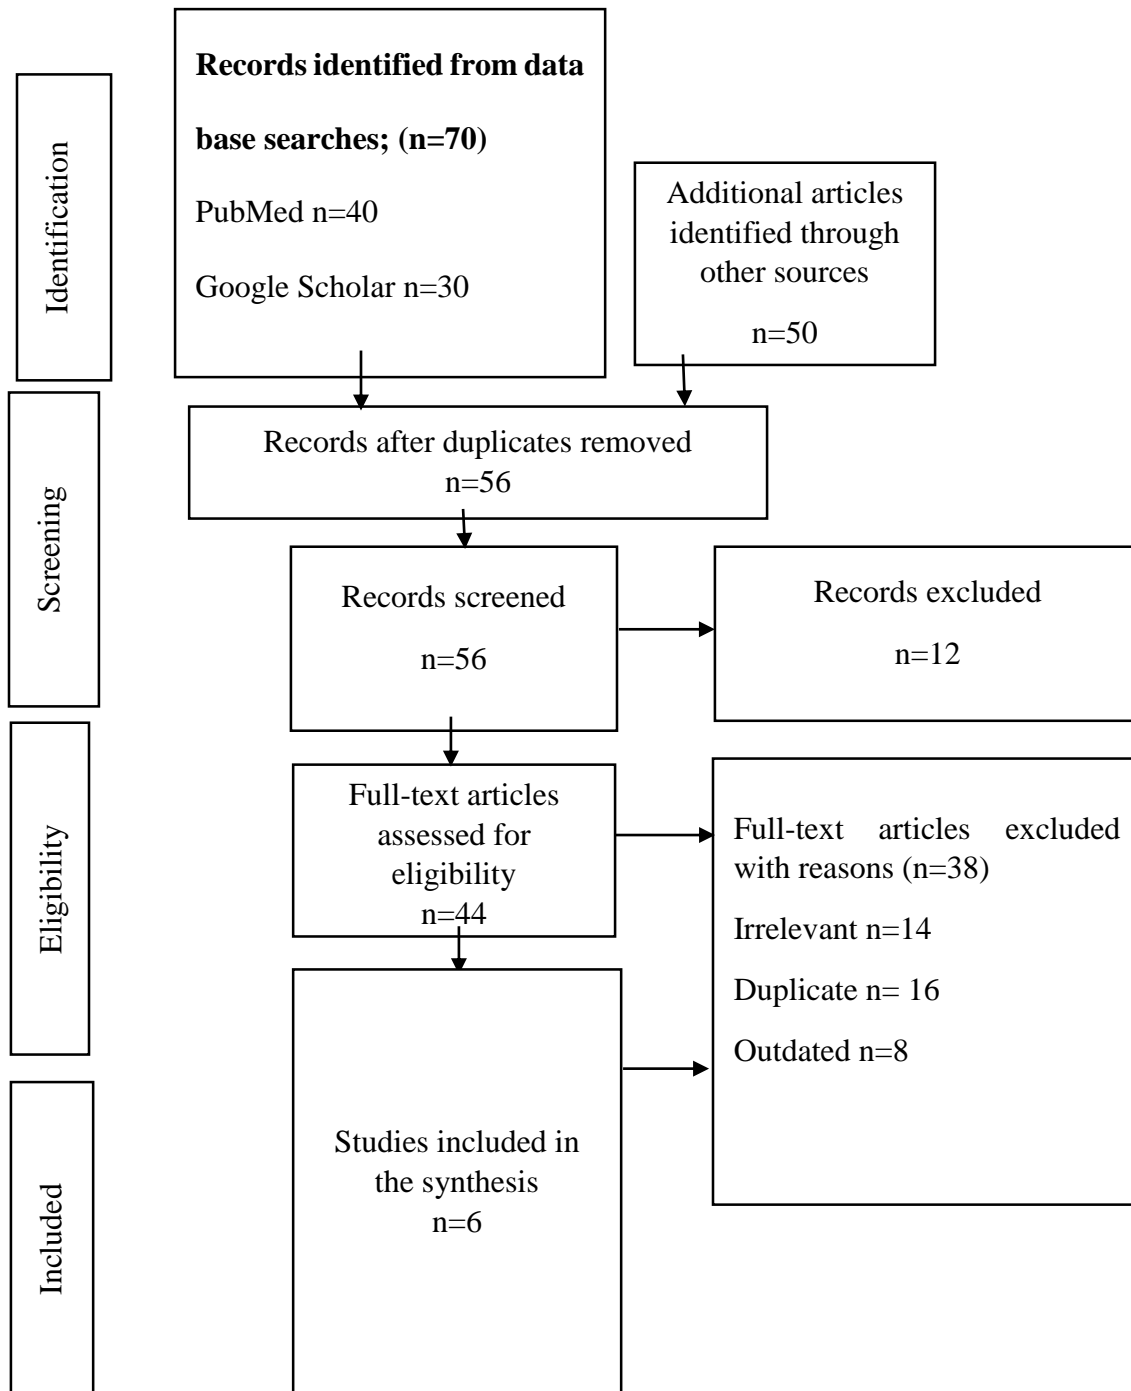 Identification
Records identified from data
base searches; (n=70)
PubMed n=40
Google Scholar n=30
Additional articles
identified through
other sources
n=50
Screening
Records after duplicates removed
n=56
Records screened
n=56
Records excluded
n=12
Eligibility
Full-text articles
assessed for
eligibility
n=44
Full-text articles excluded
with reasons (n=38)
Irrelevant n=14
Duplicate n= 16
Outdated n=8
Included
Studies included in
the synthesis
n=6